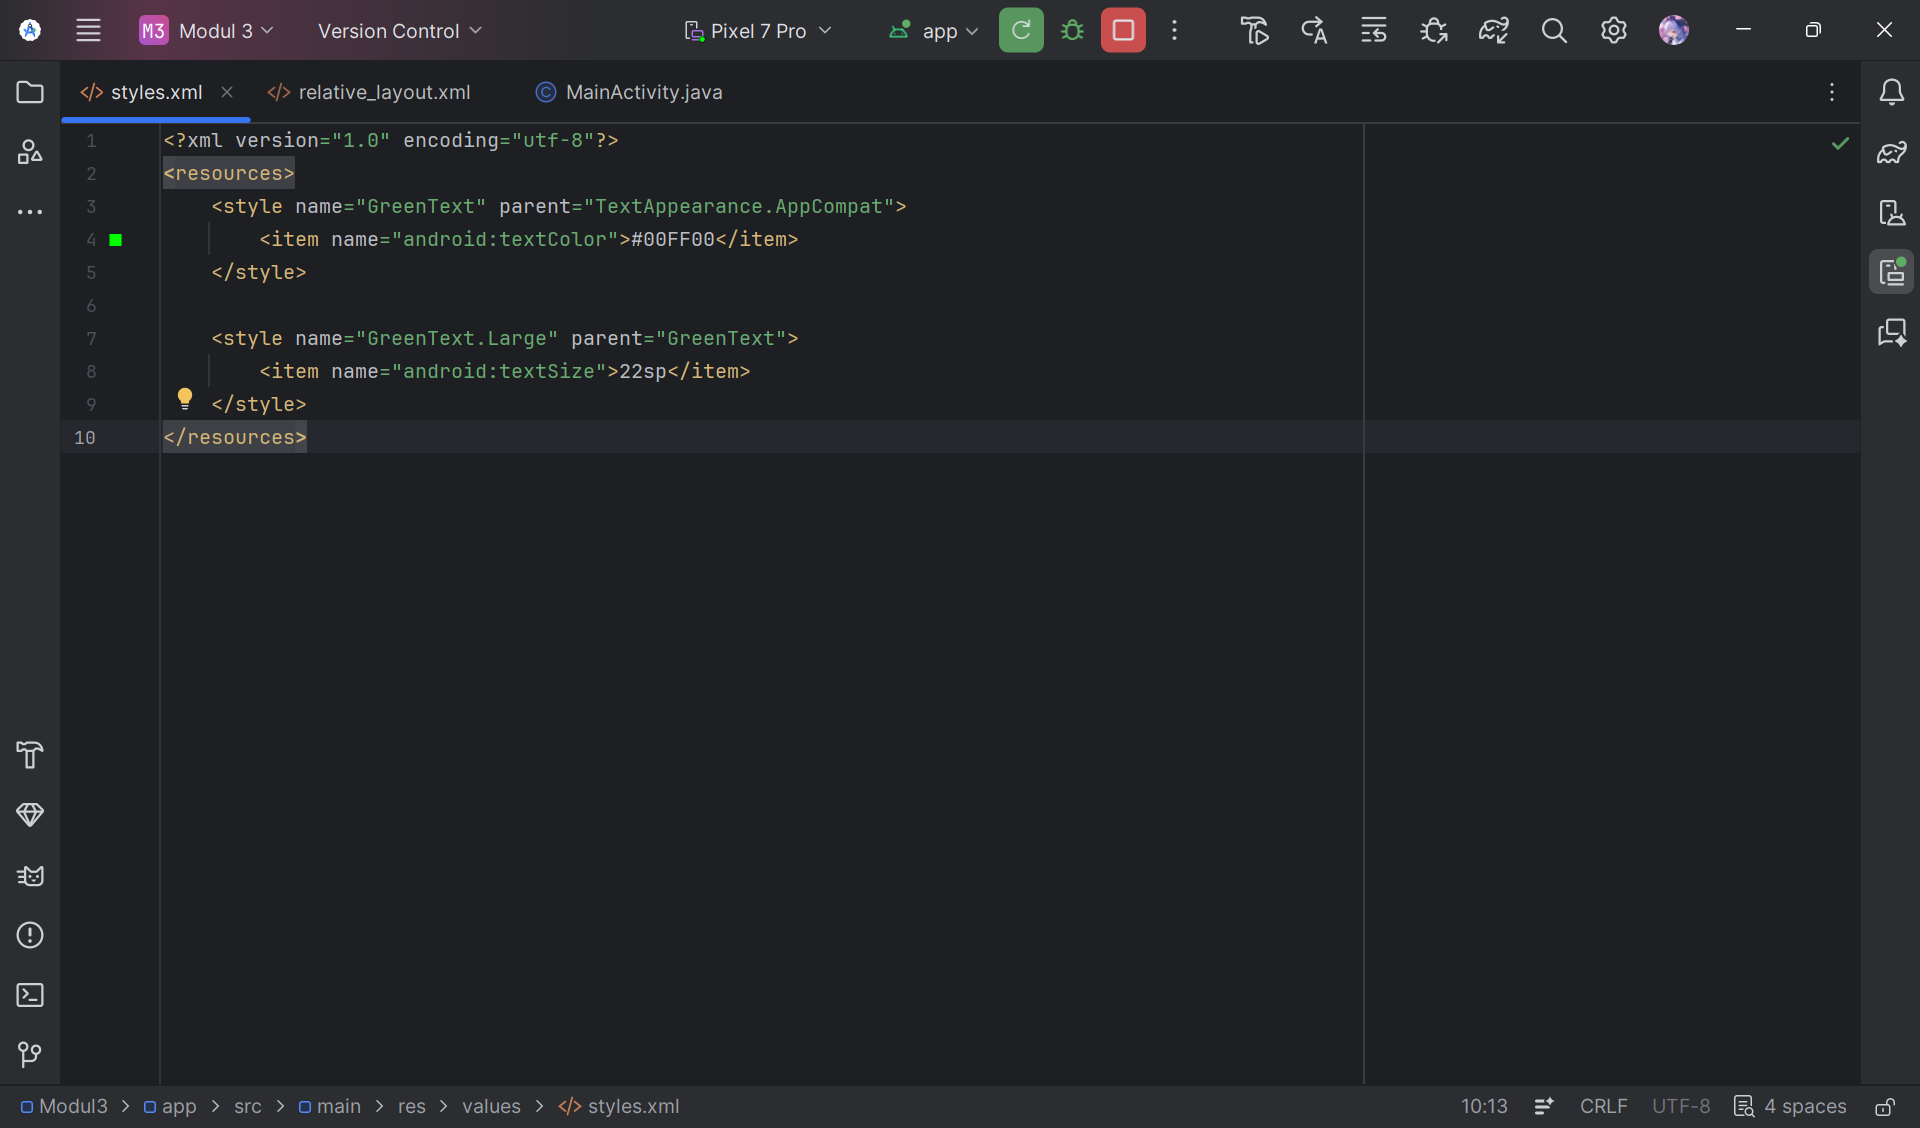 M3 Modul 3 Version Control Pixel 7 Pro app
styles.xml relative_layout.xml MainActivity.java
1 <?xml version="1.0" encoding="utf-8"?>
2 <resources>
3 <style name="GreenText" parent="TextAppearance.AppCompat">
4 <item name="android:textColor">#00FF00</item>
5 </style>
6
7 <style name="GreenText.Large" parent="GreenText">
8 <item name="android:textSize">22sp</item>
9 </style>
10 </resources>
Modul3 > app > src > main > res > values > styles.xml 10:13 CRLF UTF-8 4 spaces